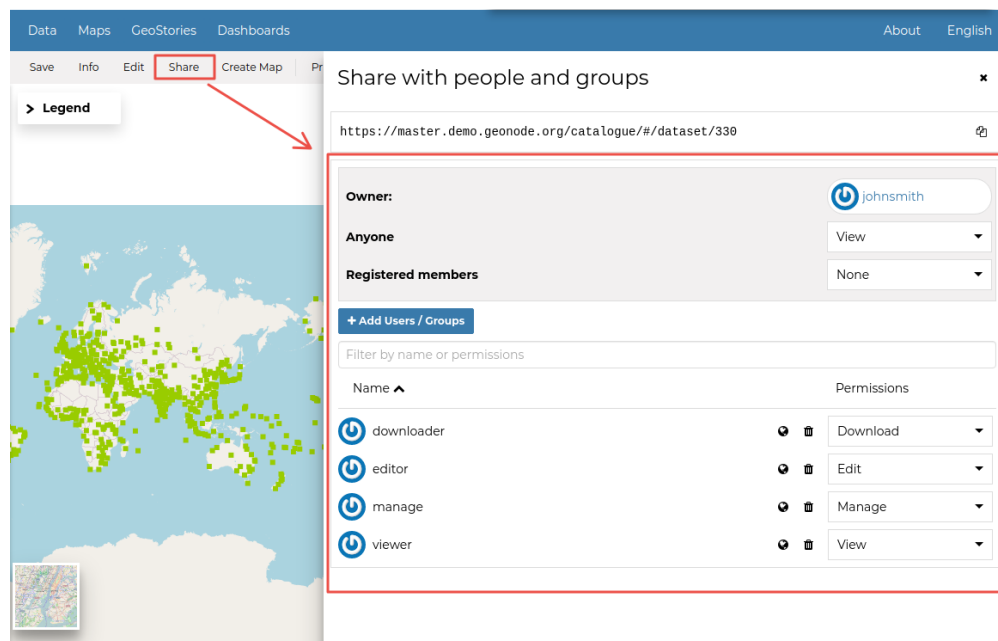 Data Maps GeoStories Dashboards About English
Save Info Edit Share Create Map Pr
Share with people and groups
Legend
https://master.demo.geonode.org/catalogue/#/dataset/330
Owner: johnsmith
Anyone View
Registered members None
+ Add Users / Groups
Filter by name or permissions
Name Permissions
downloader Download
editor Edit
manage Manage
viewer View